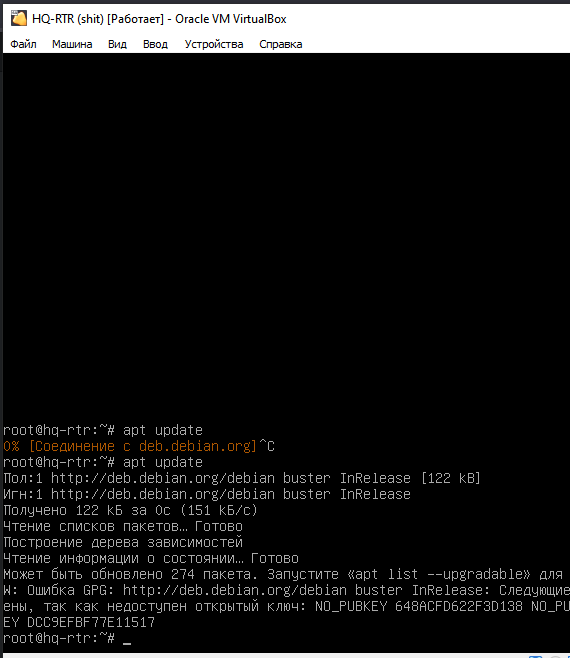 HQ-RTR (shit) [Работает] - Oracle VM VirtualBox
Файл Машина Вид Ввод Устройства Справка
root@hq-rtr:~# apt update
0% [Соединение с deb.debian.org]^C
root@hq-rtr:~# apt update
Пол:1 http://deb.debian.org/debian buster InRelease [122 kB]
Игн:1 http://deb.debian.org/debian buster InRelease
Получено 122 kБ за 0с (151 kБ/с)
Чтение списков пакетов… Готово
Построение дерева зависимостей
Чтение информации о состоянии… Готово
Может быть обновлено 274 пакета. Запустите «apt list --upgradable» для
W: Ошибка GPG: http://deb.debian.org/debian buster InRelease: Следующие
ены, так как недоступен открытый ключ: NO_PUBKEY 648ACFD622F3D138 NO_PU
EY DCC9EFBF77E11517
root@hq-rtr:~# _